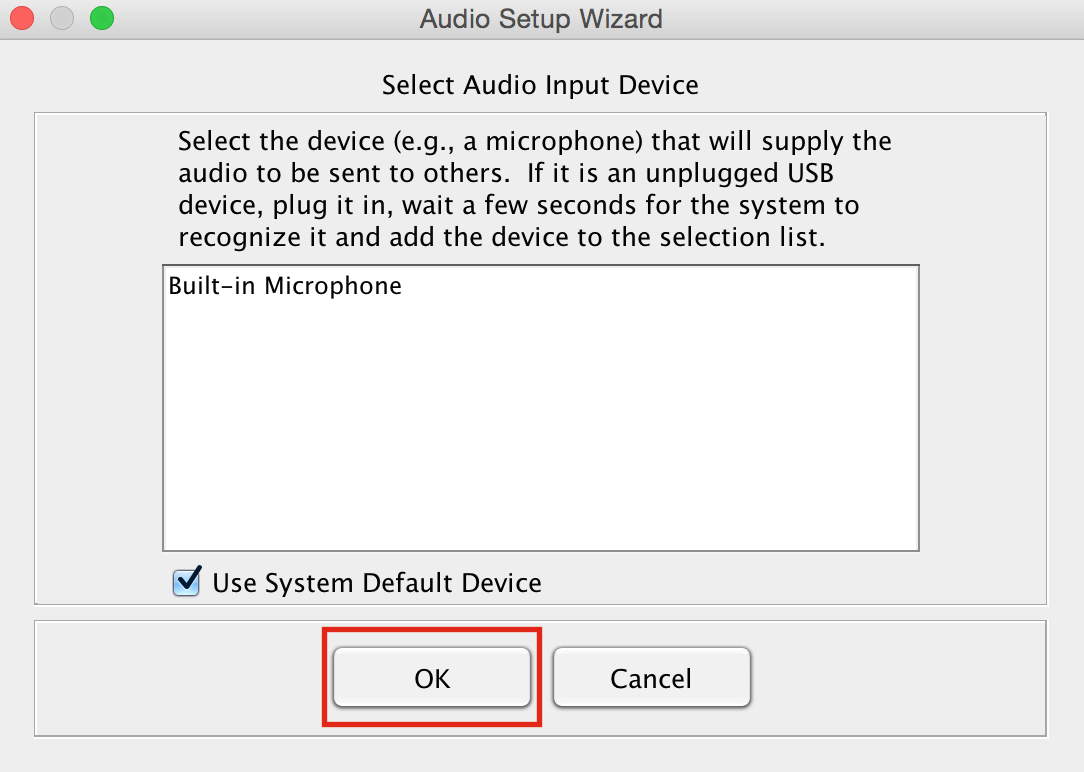 Audio Setup Wizard
Select Audio Input Device
Select the device (e.g., a microphone) that will supply the
audio to be sent to others.  If it is an unplugged USB
device, plug it in, wait a few seconds for the system to
recognize it and add the device to the selection list.
Built-in Microphone
Use System Default Device
OK
Cancel